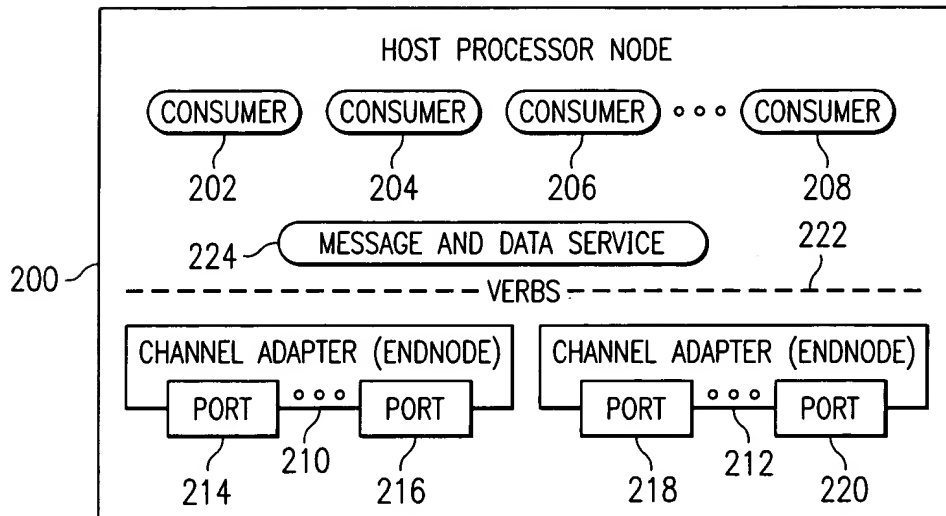 HOST PROCESSOR NODE
CONSUMER CONSUMER CONSUMER CONSUMER
202 204 206 208
224 MESSAGE AND DATA SERVICE 222
200
VERBS
CHANNEL ADAPTER (ENDNODE) CHANNEL ADAPTER (ENDNODE)
PORT PORT PORT PORT
210 212
214 216 218 220